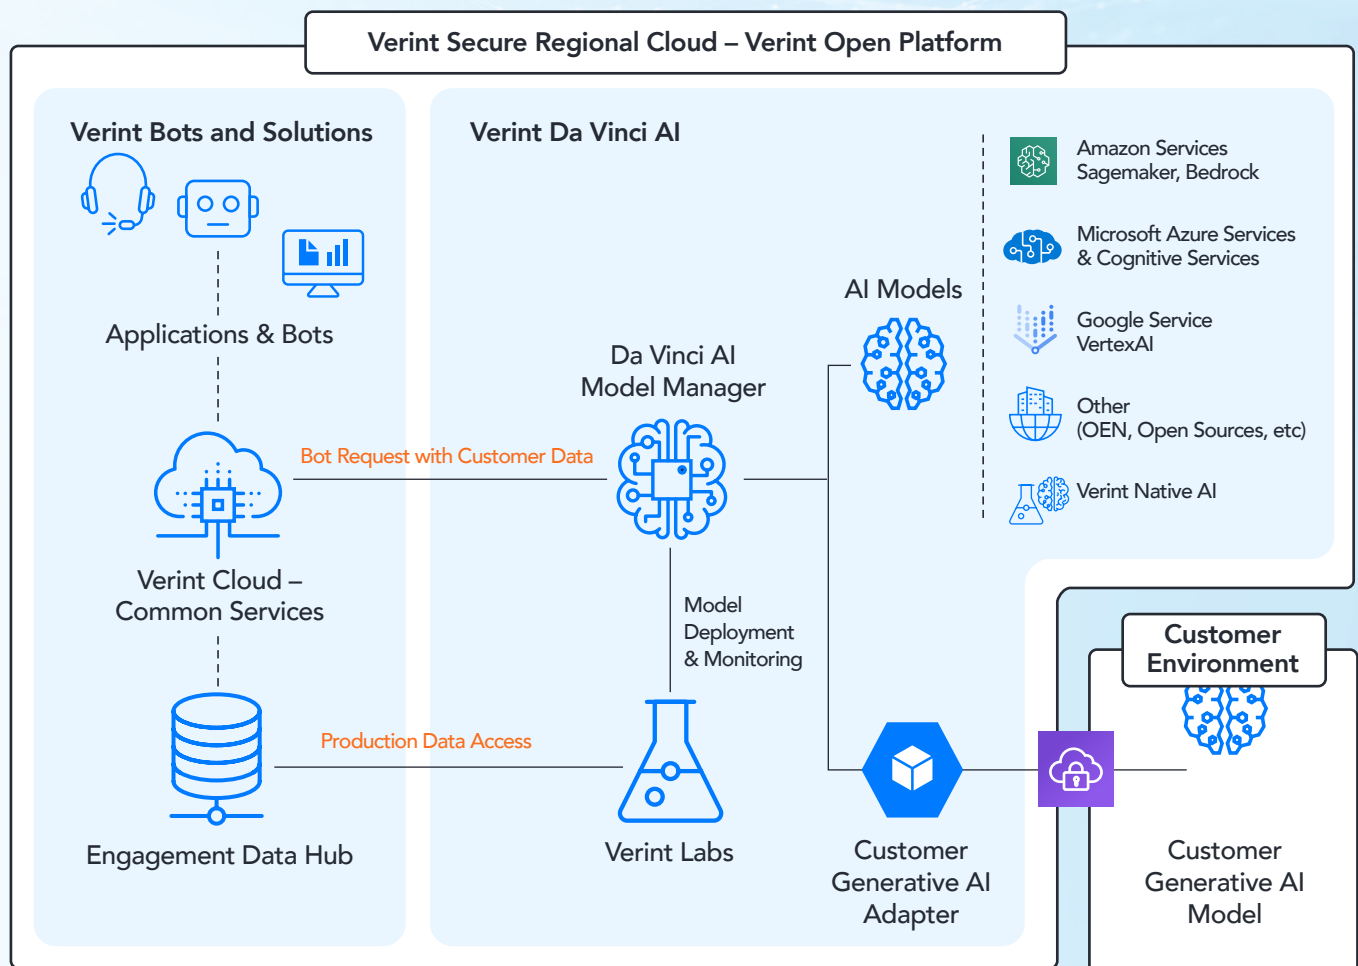 Verint Secure Regional Cloud – Verint Open Platform
Verint Bots and Solutions
Applications & Bots
Verint Cloud –
Common Services
Engagement Data Hub
Bot Request with Customer Data
Production Data Access
Verint Da Vinci AI
Da Vinci AI
Model Manager
Model
Deployment
& Monitoring
Verint Labs
AI Models
Amazon Services
Sagemaker, Bedrock
Microsoft Azure Services
& Cognitive Services
Google Service
VertexAI
Other
(OEN, Open Sources, etc)
Verint Native AI
Customer
Generative AI
Adapter
Customer
Environment
Customer
Generative AI
Model